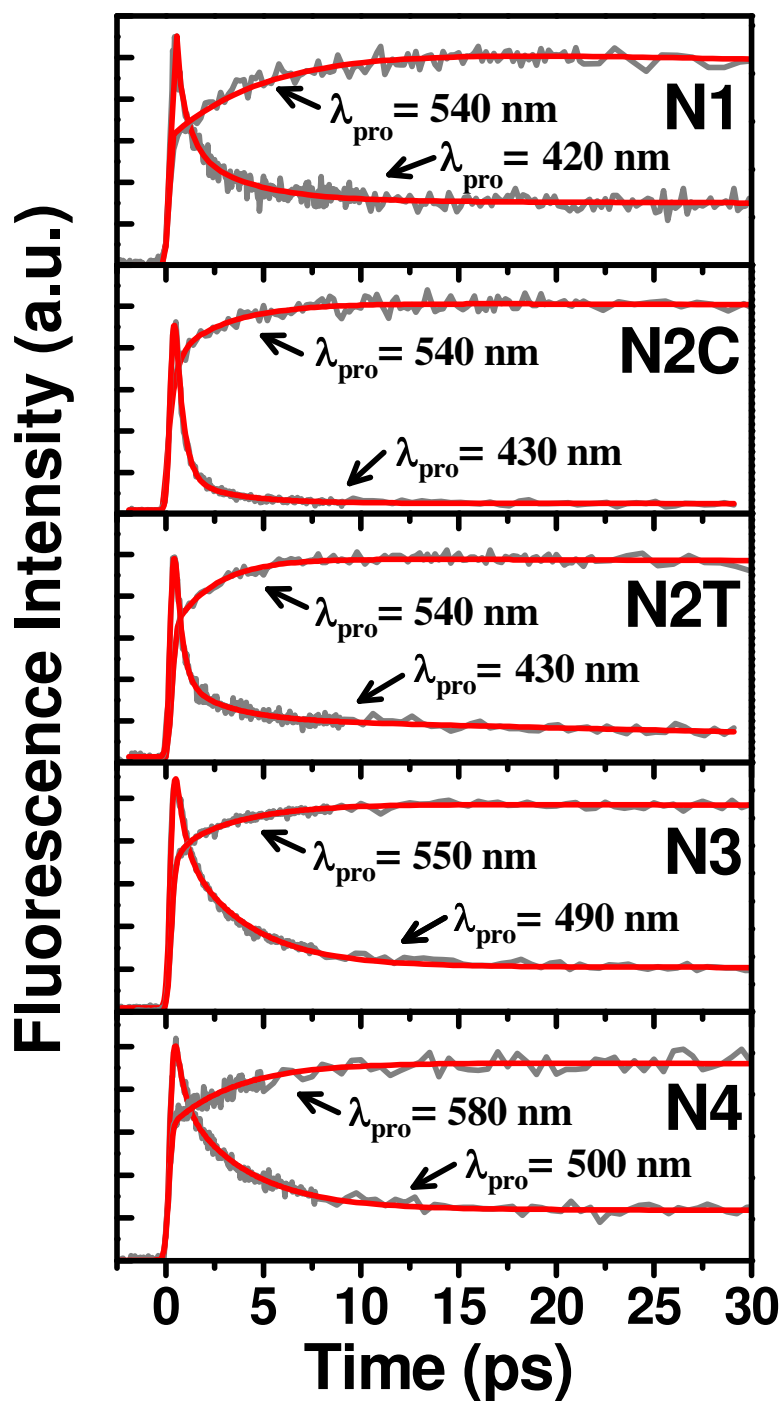 Fluorescence Intensity (a.u.)
λpro= 540 nm
N1
λpro= 420 nm
λpro= 540 nm
N2C
λpro= 430 nm
λpro= 540 nm
N2T
λpro= 430 nm
λpro= 550 nm
N3
λpro= 490 nm
λpro= 580 nm
N4
λpro= 500 nm
0 5 10 15 20 25 30
Time (ps)